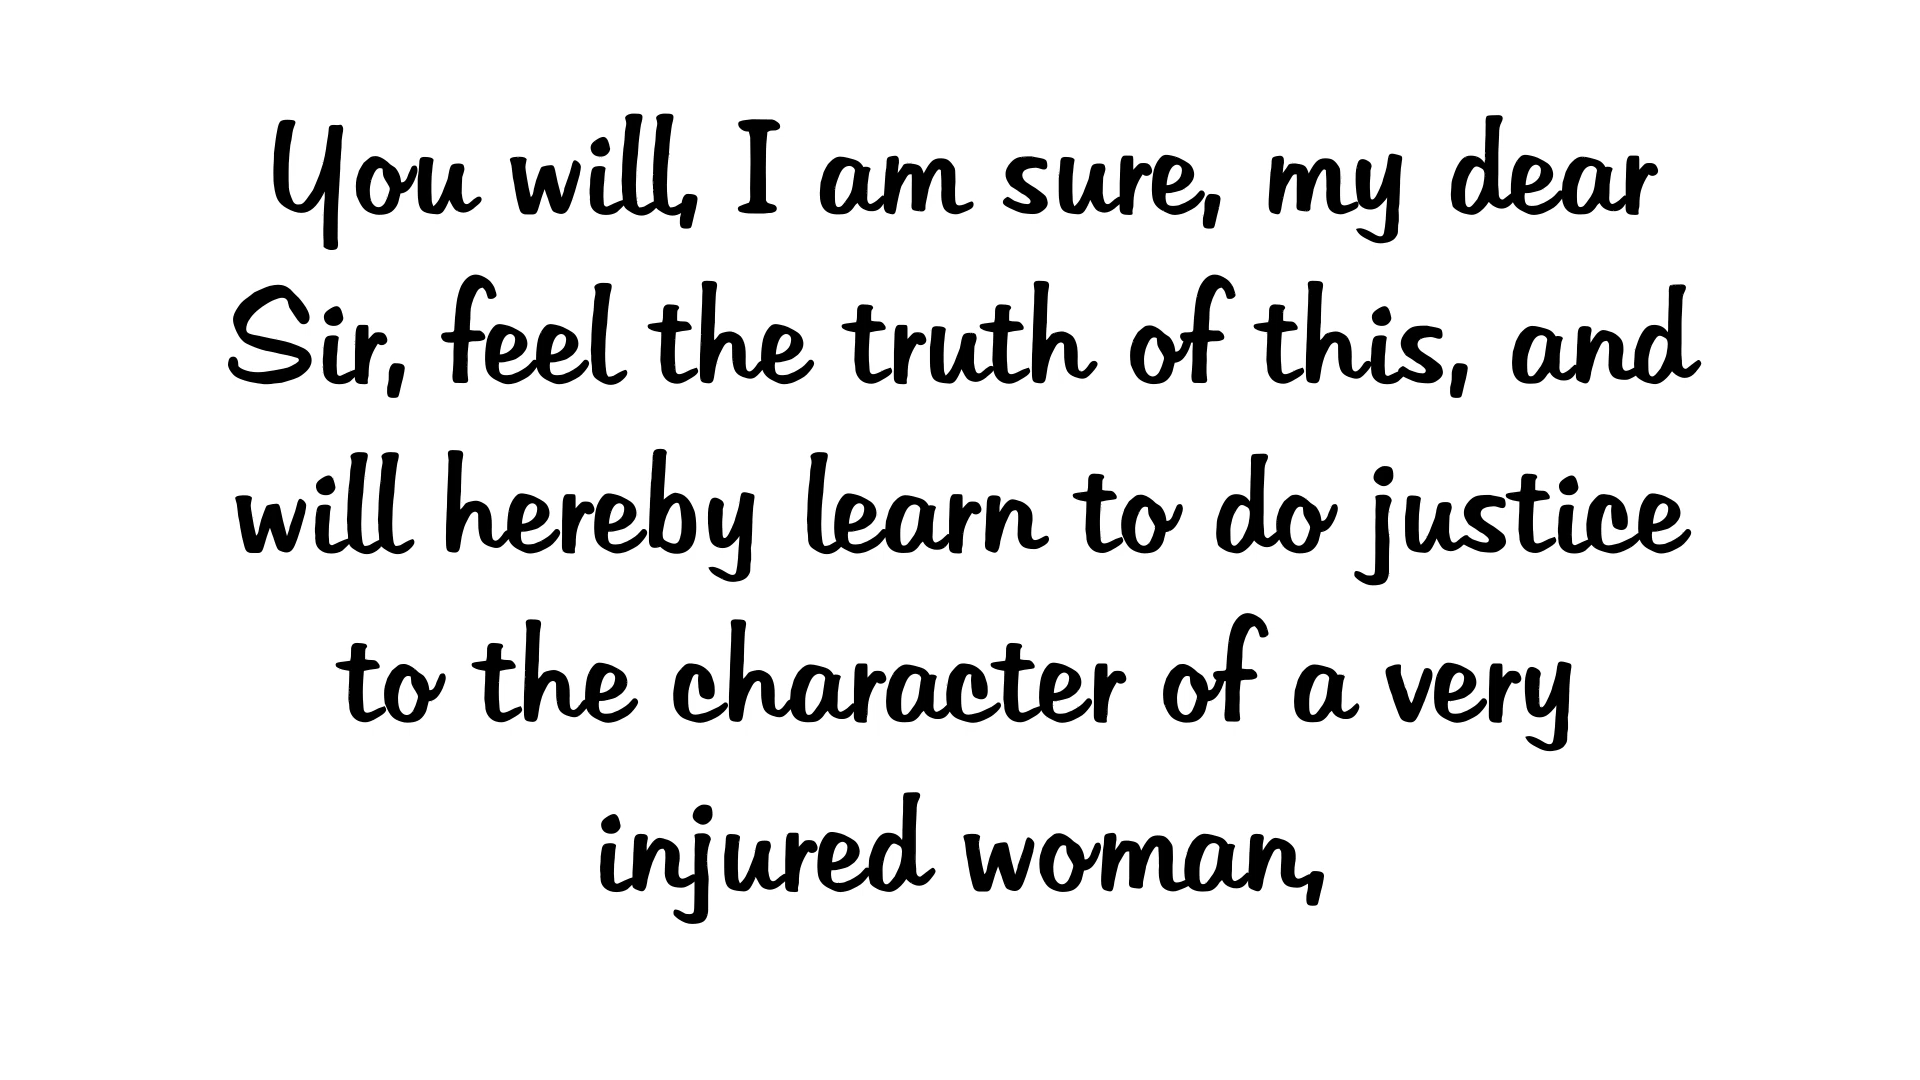 You will, I am sure, my dear
Sir, feel the truth of this, and
will hereby learn to do justice
to the character of a very
injured woman,